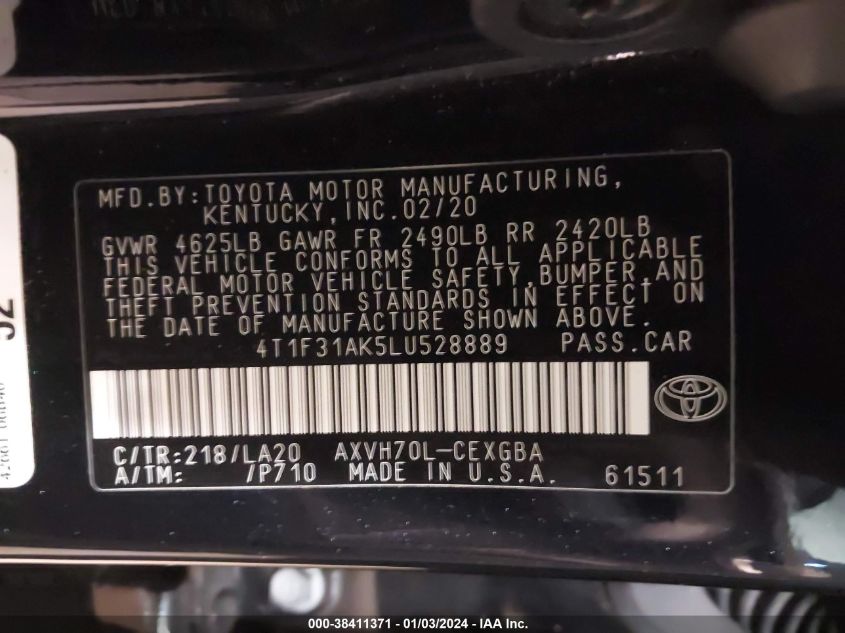 MFD.BY:TOYOTA MOTOR MANUFACTURING,
KENTUCKY,INC.02/20
GVWR 4625LB GAWR FR 2490LB RR 2420LB
THIS VEHICLE CONFORMS TO ALL APPLICABLE
FEDERAL MOTOR VEHICLE SAFETY,BUMPER,AND
THEFT PREVENTION STANDARDS IN EFFECT ON
THE DATE OF MANUFACTURE SHOWN ABOVE.
4T1F31AK5LU528889 PASS.CAR
C/TR:218/LA20 AXVH70L-CEXGBA
A/TM: /P710 MADE IN U.S.A. 61511
000-38411371 - 01/03/2024 - IAA Inc.